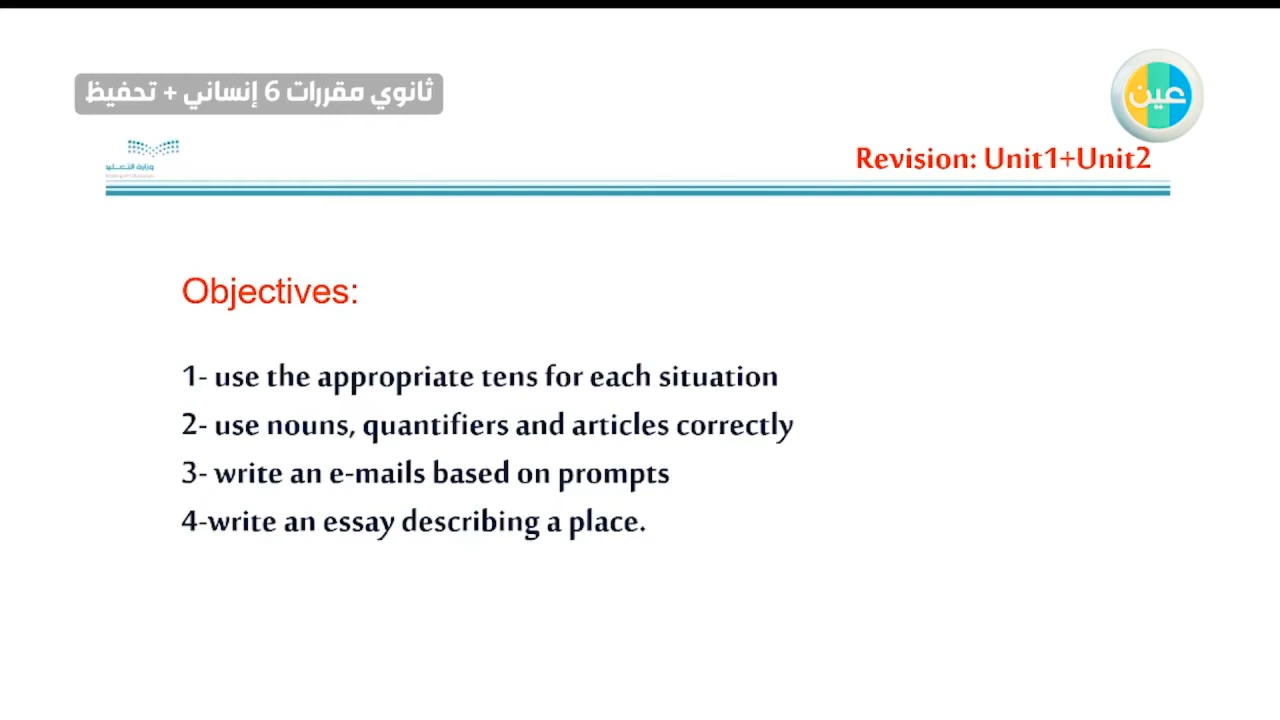 ثانوي مقررات 6 إنساني + تحفيظ
عين
وزارة التعليم
Revision: Unit1+Unit2
Objectives:
1- use the appropriate tens for each situation
2- use nouns, quantifiers and articles correctly
3- write an e-mails based on prompts
4-write an essay describing a place.